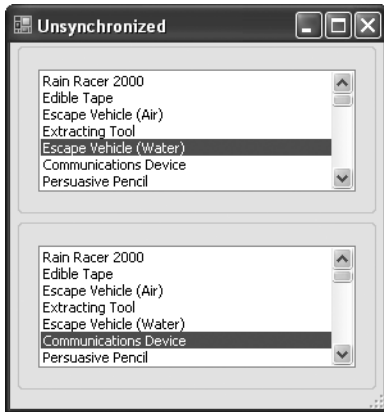 Unsynchronized
Rain Racer 2000
Edible Tape
Escape Vehicle (Air)
Extracting Tool
Escape Vehicle (Water)
Communications Device
Persuasive Pencil
Rain Racer 2000
Edible Tape
Escape Vehicle (Air)
Extracting Tool
Escape Vehicle (Water)
Communications Device
Persuasive Pencil